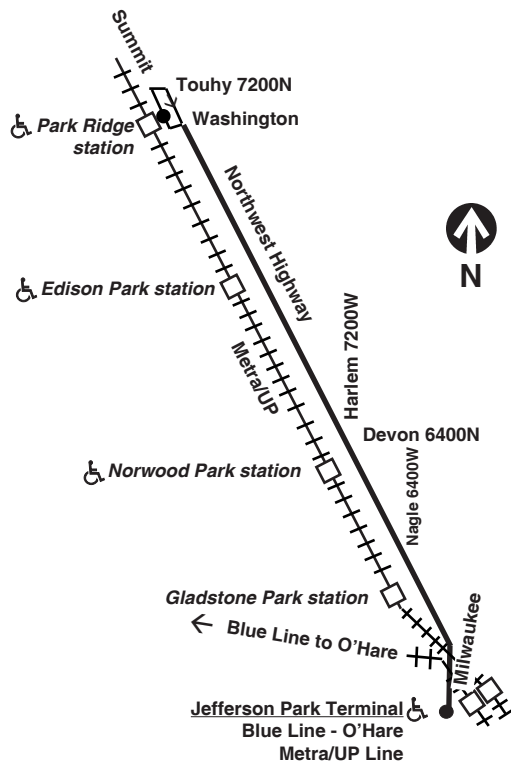 Summit
Touhy 7200N
Washington
Park Ridge
station
Northwest Highway
N
Edison Park station
Metra/UP
Harlem 7200W
Devon 6400N
Norwood Park station
Nagle 6400W
Gladstone Park station
Blue Line to O'Hare
Milwaukee
Jefferson Park Terminal
Blue Line - O'Hare
Metra/UP Line